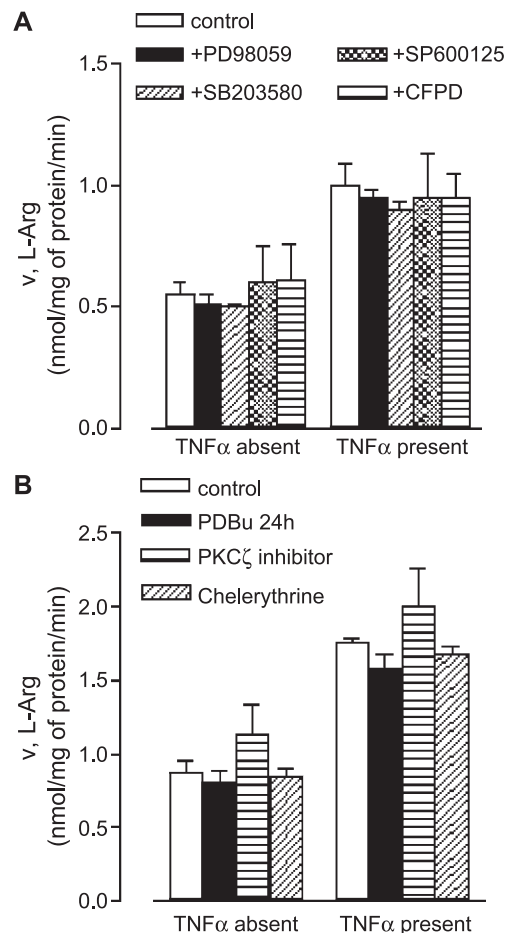 A
control
+PD98059
+SP600125
+SB203580
+CFPD
1.5
1.0
0.5
0.0
v, L-Arg
(nmol/mg of protein/min)
TNFα absent
TNFα present
B
control
PDBu 24h
PKCζ inhibitor
Chelerythrine
2.5
2.0
1.5
1.0
0.5
0.0
v, L-Arg
(nmol/mg of protein/min)
TNFα absent
TNFα present